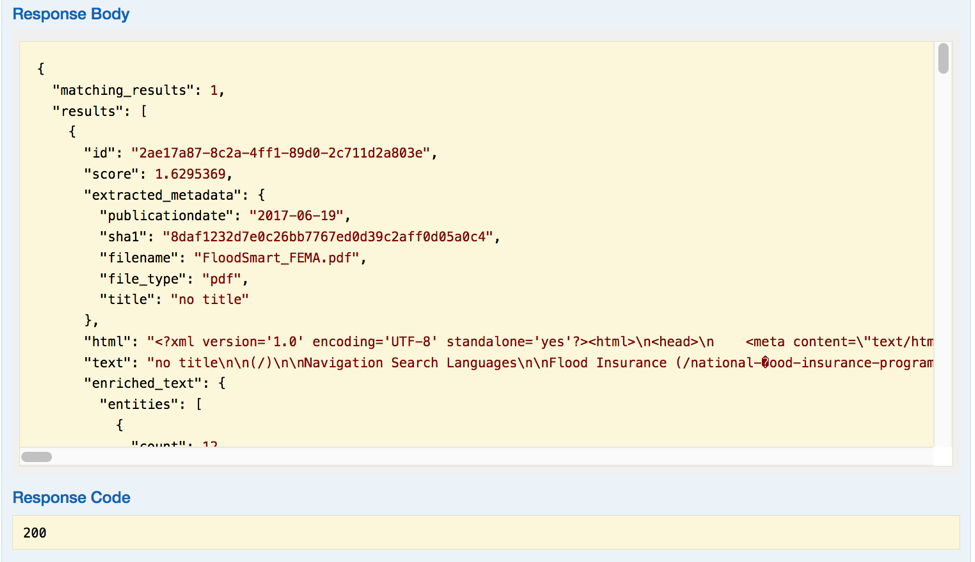 Response Body
{
"matching_results": 1,
"results": [
{
"id": "2ae17a87-8c2a-4ff1-89d0-2c711d2a803e",
"score": 1.6295369,
"extracted_metadata": {
"publicationdate": "2017-06-19",
"sha1": "8daf1232d7e0c26bb7767ed0d39c2aff0d05a0c4",
"filename": "FloodSmart_FEMA.pdf",
"file_type": "pdf",
"title": "no title"
},
"html": "<?xml version='1.0' encoding='UTF-8' standalone='yes'?><html>\n<head>\n    <meta content=\"text/htm
"text": "no title\n\n(/)\n\nNavigation Search Languages\n\nFlood Insurance (/national-�ood-insurance-program
"enriched_text": {
"entities": [
{
"count": 12,
Response Code
200